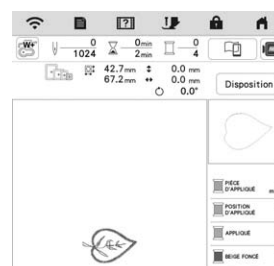 W+ 0 0min 0
1024 2min 4
42.7mm 0.0 mm
67.2mm 0.0 mm
0.0°
Disposition
PIÈCE
D'APPLIQUÉ
POSITION
D'APPLIQUÉ
APPLIQUÉ
BEIGE FONCÉ